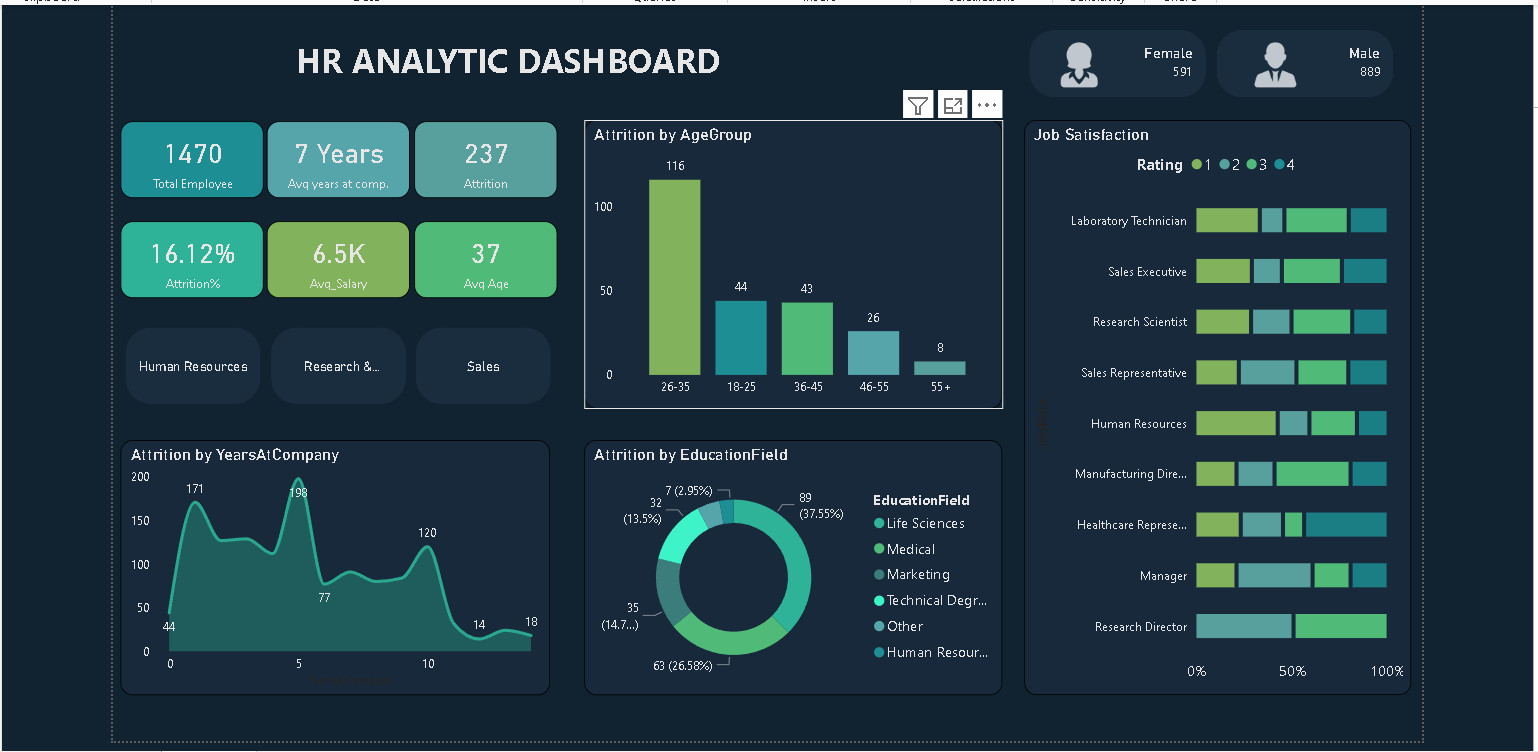 HR ANALYTIC DASHBOARD
Female
591
Male
889
1470
Total Employee
7 Years
Avg years at comp.
237
Attrition
16.12%
Attrition%
6.5K
Avg_Salary
37
Avg Age
Human Resources
Research &...
Sales
Attrition by AgeGroup
116
100
50
0
44
43
26
8
26-35
18-25
36-45
46-55
55+
Job Satisfaction
Rating 1 2 3 4
Laboratory Technician
Sales Executive
Research Scientist
Sales Representative
Human Resources
Manufacturing Dire...
Healthcare Represe...
Manager
Research Director
0% 50% 100%
Attrition by YearsAtCompany
200
150
100
50
0
171
198
120
77
44
14
18
0 5 10
Attrition by EducationField
7 (2.95%)
32
(13.5%)
89
(37.55%)
35
(14.7...)
63 (26.58%)
EducationField
Life Sciences
Medical
Marketing
Technical Degr...
Other
Human Resour...